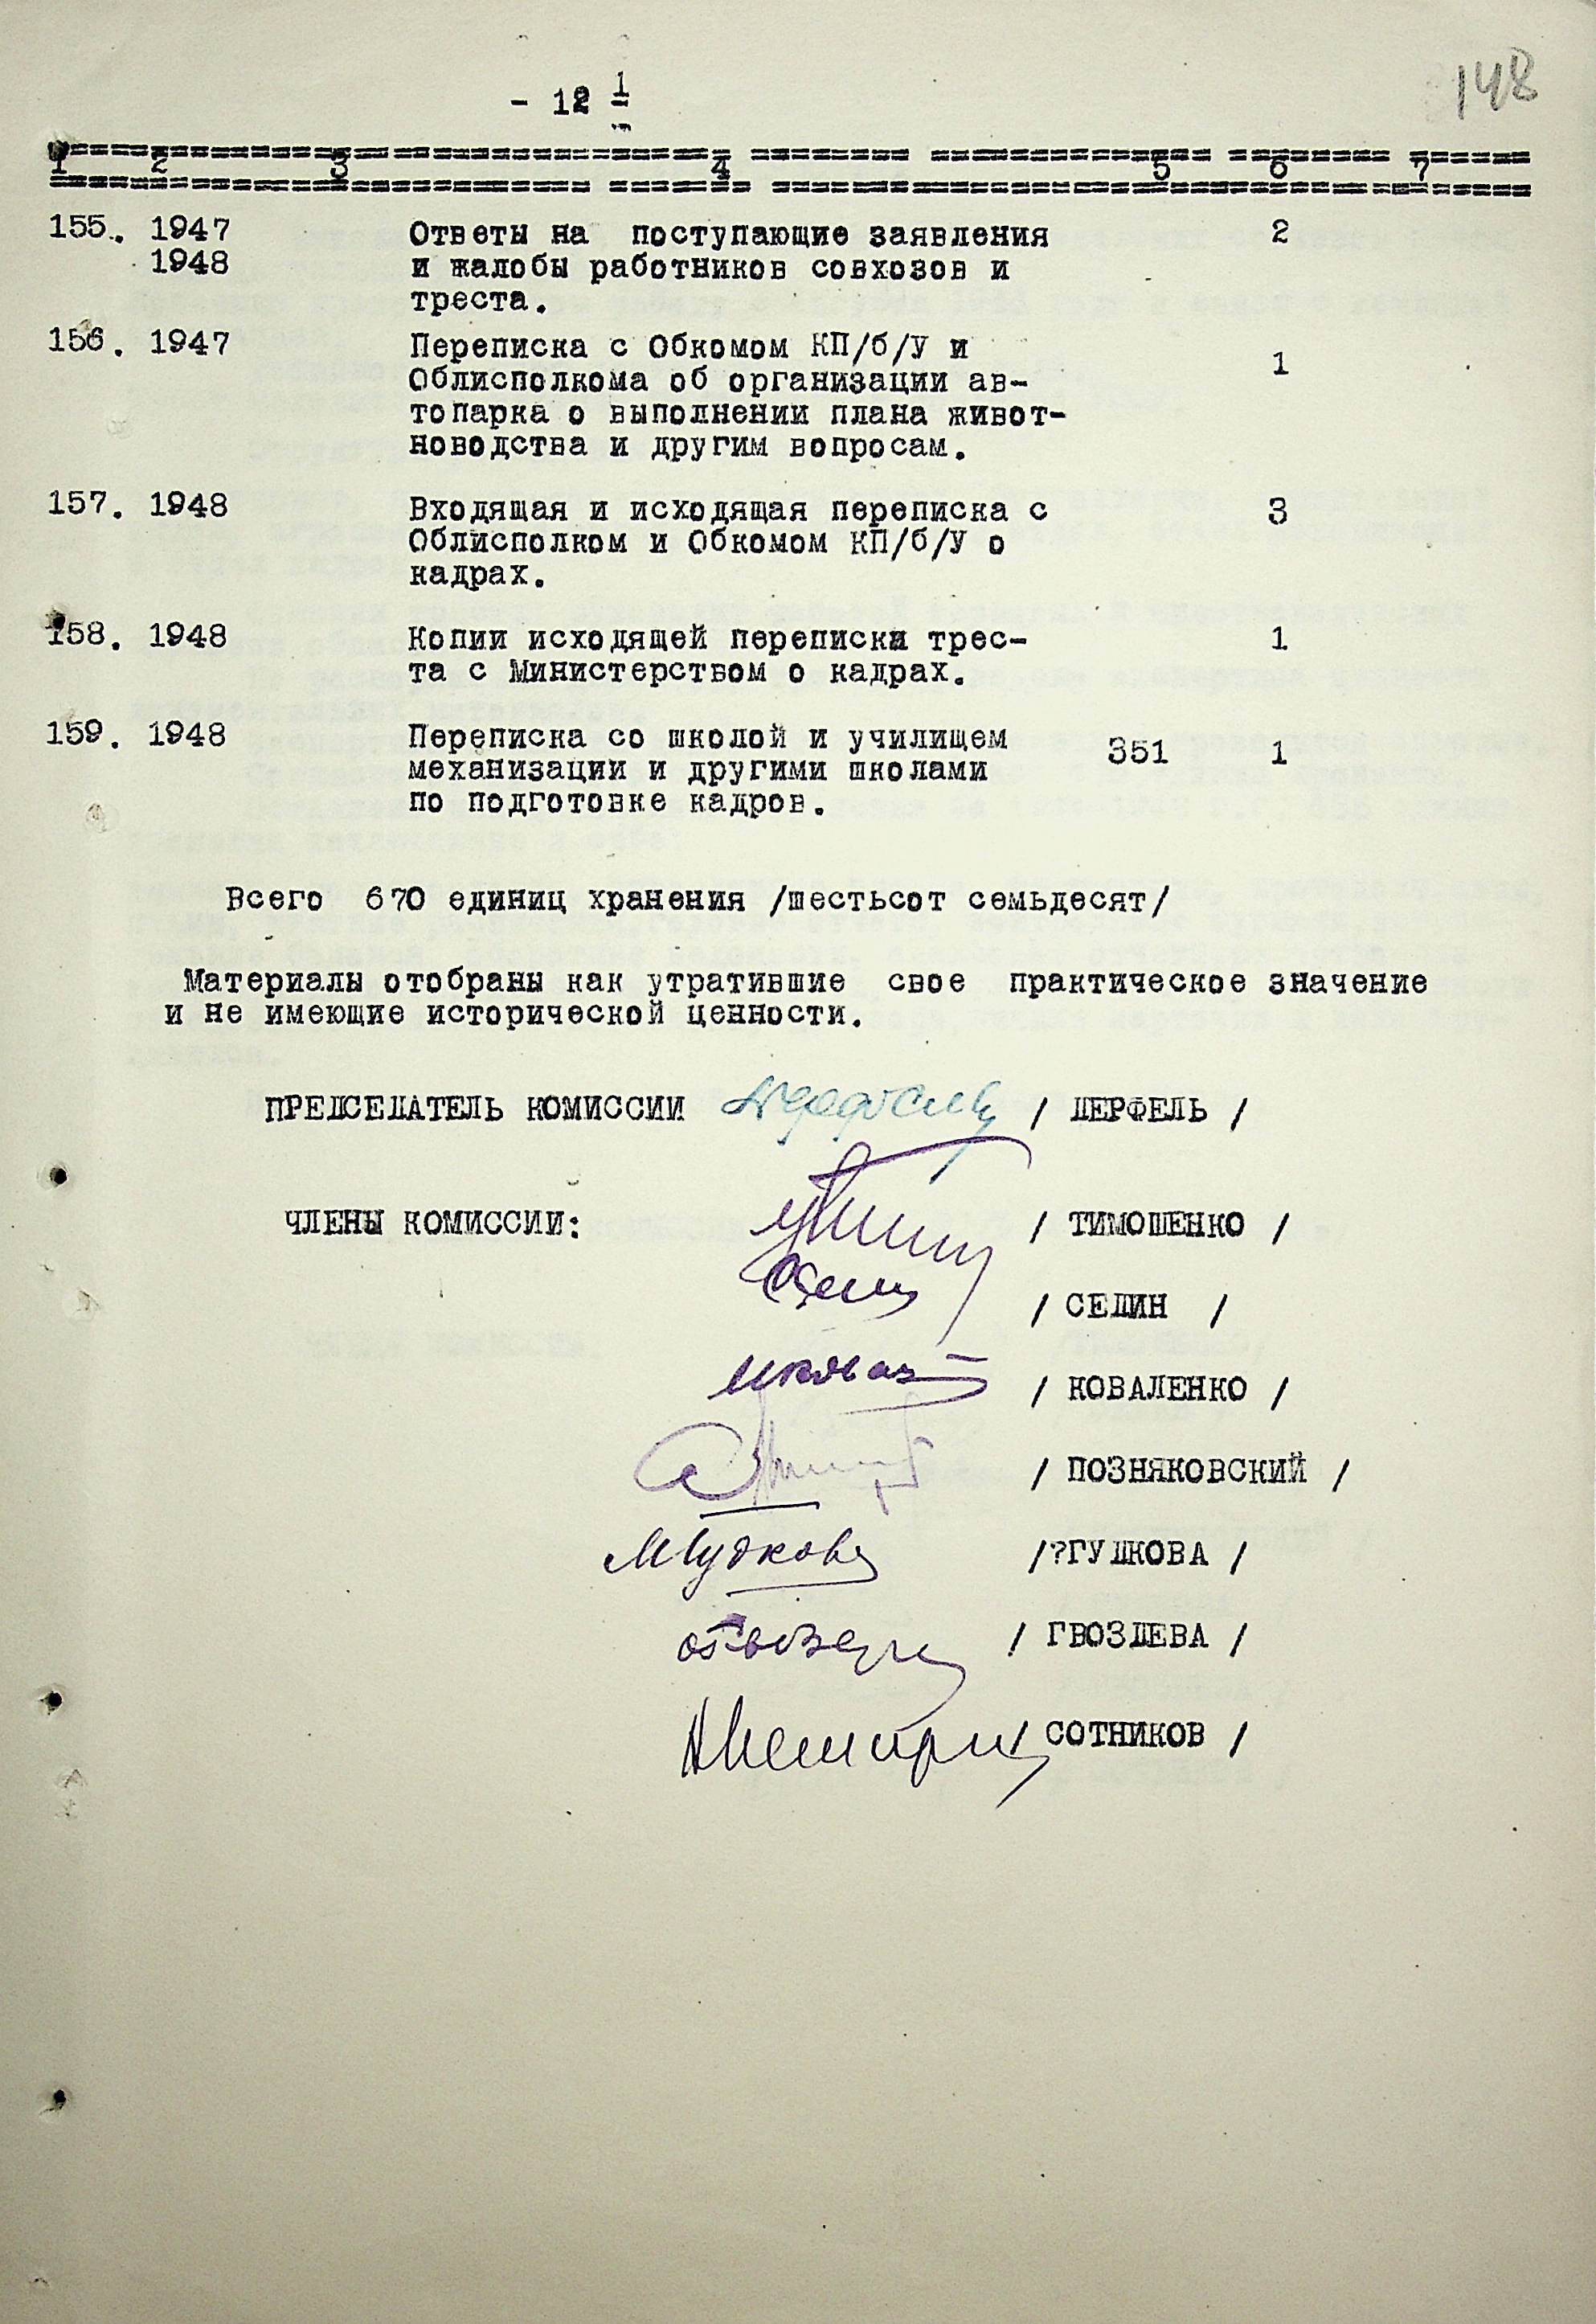 148
- 12 -
1 2 3 4 5 6 7
155. 1947 Ответы на поступающие заявления 2
1948 и жалобы работников совхозов и
треста.
156. 1947 Переписка с Обкомом КП/б/У и
Облисполкома об организации ав- 1
топарка о выполнении плана живот-
новодства и другим вопросам.
157. 1948 Входящая и исходящая переписка с 3
Облисполком и Обкомом КП/б/У о
кадрах.
158. 1948 Копии исходящей переписки трес- 1
та с Министерством о кадрах.
159. 1948 Переписка со школой и училищем 351 1
механизации и другими школами
по подготовке кадров.
Всего 670 единиц хранения /шестьсот семьдесят/
Материалы отобраны как утратившие свое практическое значение
и не имеющие исторической ценности.
ПРЕДСЕДАТЕЛЬ КОМИССИИ / ДЕРФЕЛЬ /
ЧЛЕНЫ КОМИССИИ: / ТИМОШЕНКО /
/ СЕДИН /
/ КОВАЛЕНКО /
/ ПОЗНЯКОВСКИЙ /
/?ГУДКОВА /
/ ГВОЗДЕВА /
/ СОТНИКОВ /